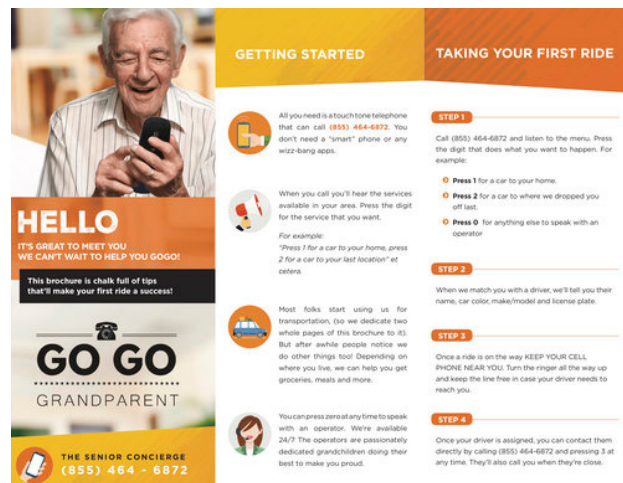 HELLO
IT'S GREAT TO MEET YOU
WE CAN'T WAIT TO HELP YOU GOGO!
This brochure is chalk full of tips
that'll make your first ride a success!
GO GO
GRANDPARENT
THE SENIOR CONCIERGE
(855) 464 - 6872
GETTING STARTED
All you need is a touch tone telephone
that can call (855) 464-6872. You
don't need a "smart" phone or any
wizz-bang apps.
When you call you'll hear the services
available in your area. Press the digit
for the service that you want.
For example:
"Press 1 for a car to your home, press
2 for a car to your last location" et
cetera.
Most folks start using us for
transportation, (so we dedicate two
whole pages of this brochure to it).
But after awhile people notice we
do other things too! Depending on
where you live, we can help you get
groceries, meals and more.
You can press zero at any time to speak
with an operator. We're available
24/7 The operators are passionately
dedicated grandchildren doing their
best to make you proud.
TAKING YOUR FIRST RIDE
STEP 1
Call (855) 464-6872 and listen to the menu. Press
the digit that does what you want to happen. For
example:
Press 1 for a car to your home.
Press 2 for a car to where we dropped you
off last.
Press 0 for anything else to speak with an
operator
STEP 2
When we match you with a driver, we'll tell you their
name, car color, make/model and license plate.
STEP 3
Once a ride is on the way KEEP YOUR CELL
PHONE NEAR YOU. Turn the ringer all the way up
and keep the line free in case your driver needs to
reach you.
STEP 4
Once your driver is assigned, you can contact them
directly by calling (855) 464-6872 and pressing 3 at
any time. They'll also call you when they're close.